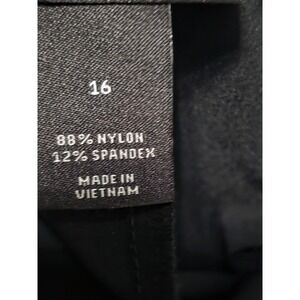 16
88% NYLON
12% SPANDEX
MADE IN
VIETNAM